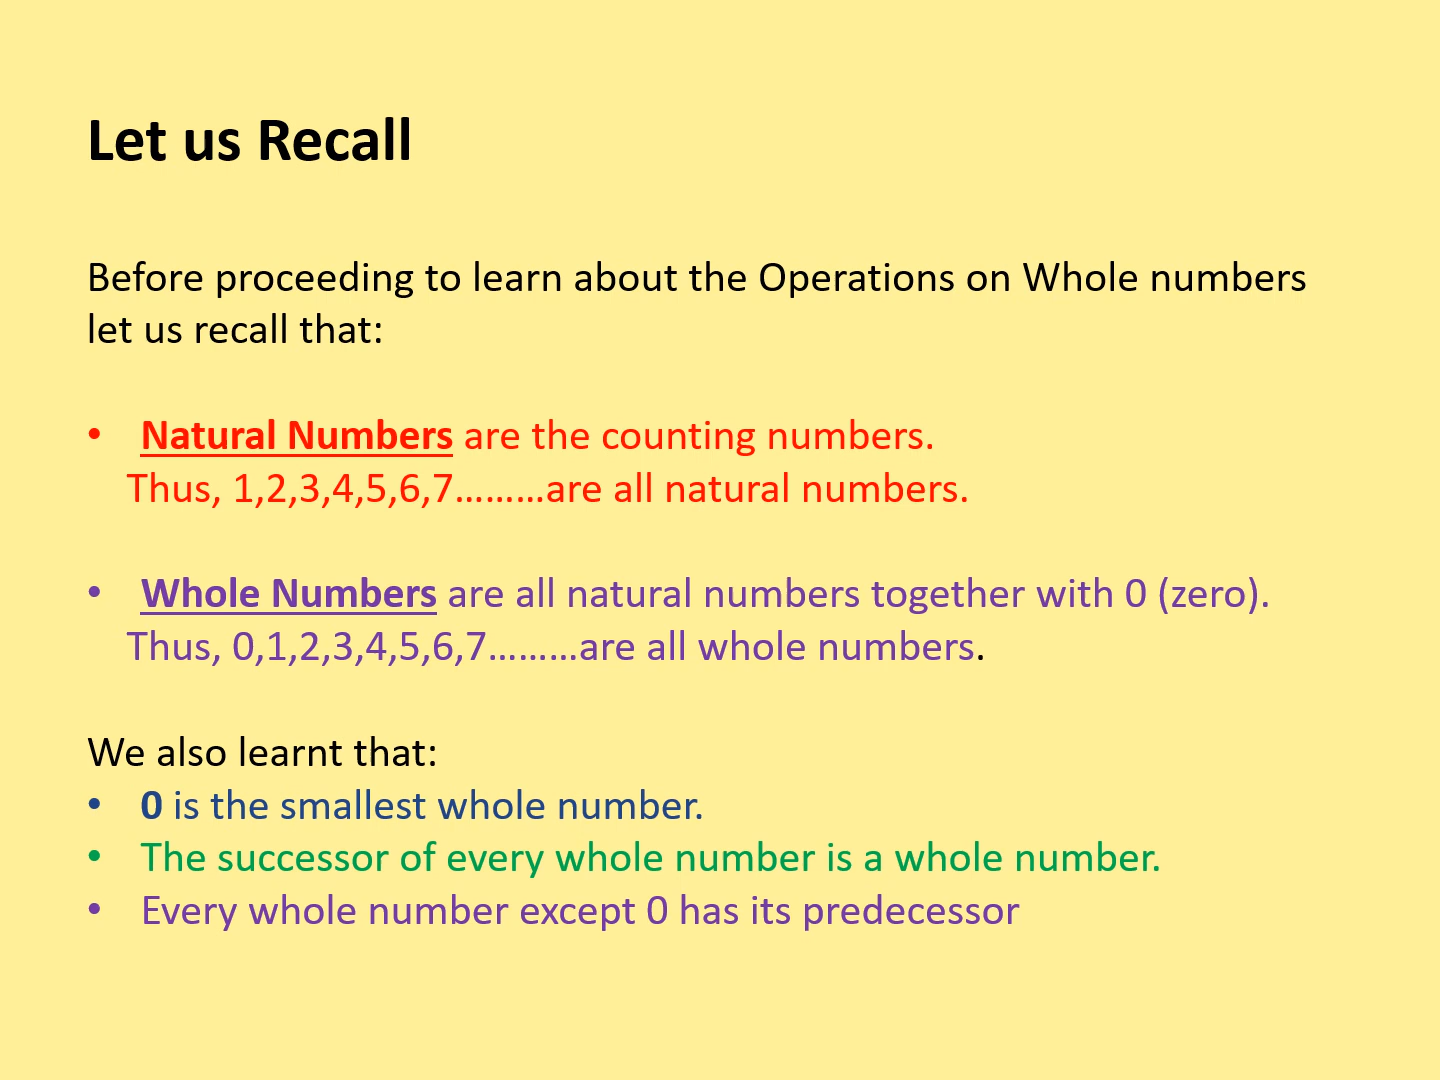 Let us Recall
Before proceeding to learn about the Operations on Whole numbers
let us recall that:
• Natural Numbers are the counting numbers.
Thus, 1,2,3,4,5,6,7………are all natural numbers.
• Whole Numbers are all natural numbers together with 0 (zero).
Thus, 0,1,2,3,4,5,6,7………are all whole numbers.
We also learnt that:
• 0 is the smallest whole number.
• The successor of every whole number is a whole number.
• Every whole number except 0 has its predecessor